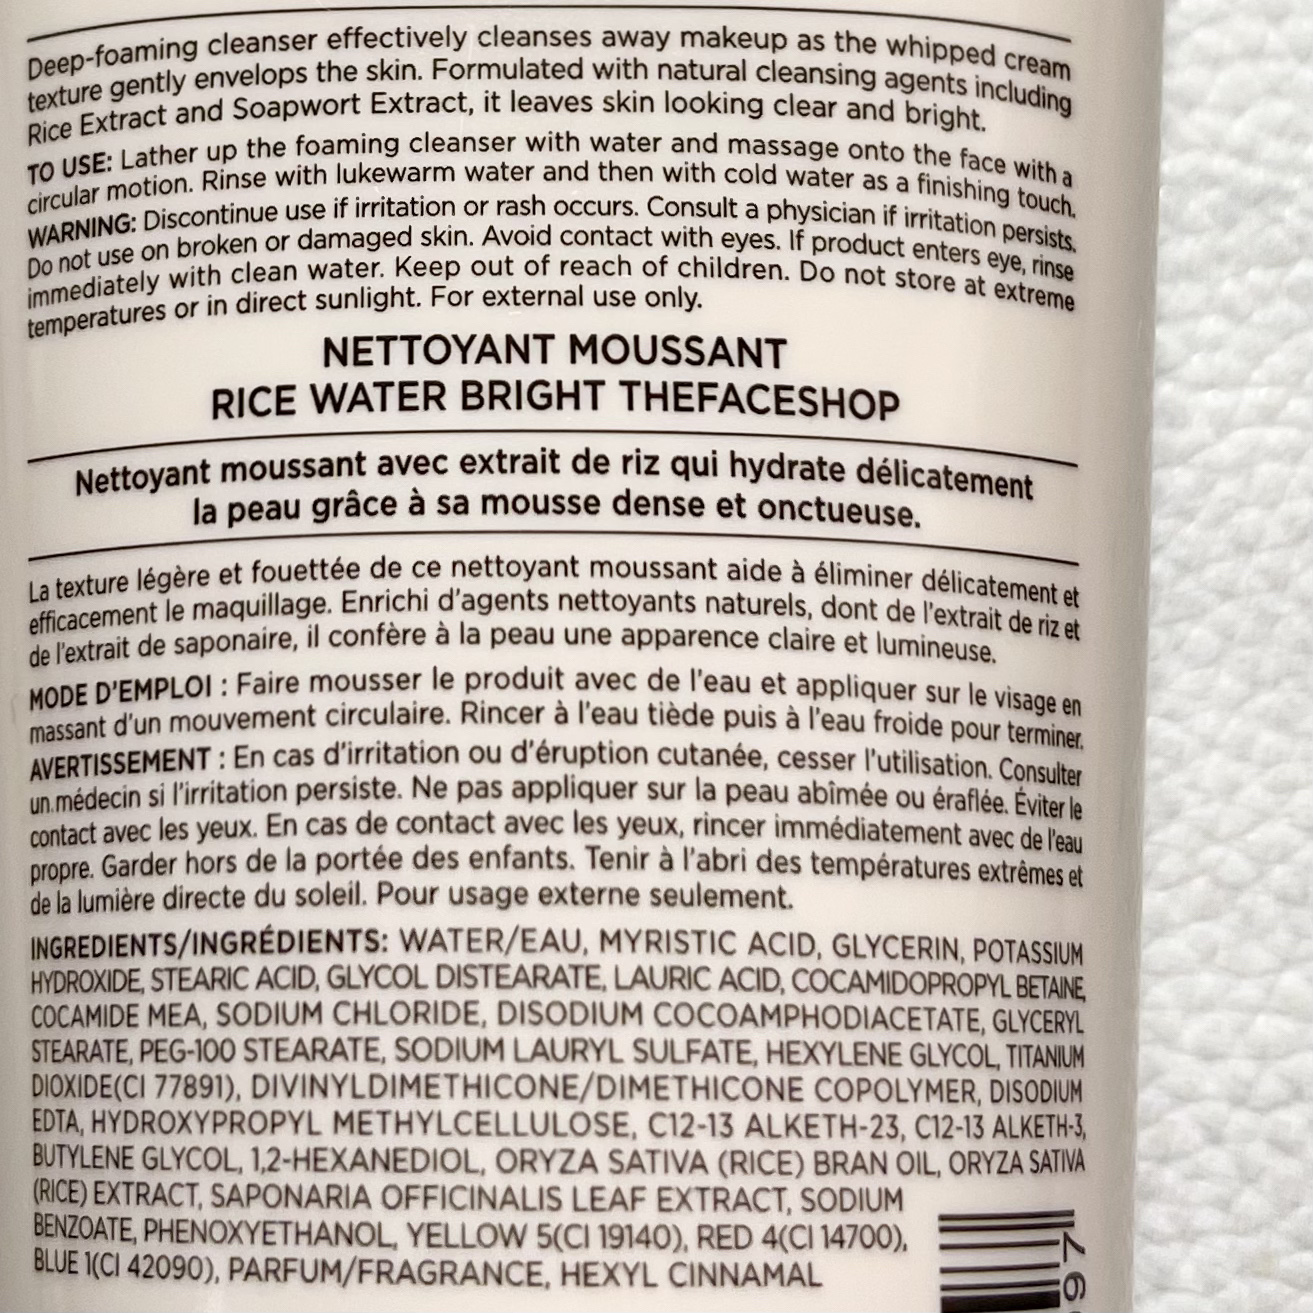 Deep-foaming cleanser effectively cleanses away makeup as the whipped cream
texture gently envelops the skin. Formulated with natural cleansing agents including
Rice Extract and Soapwort Extract, it leaves skin looking clear and bright.
TO USE: Lather up the foaming cleanser with water and massage onto the face with a
circular motion. Rinse with lukewarm water and then with cold water as a finishing touch.
WARNING: Discontinue use if irritation or rash occurs. Consult a physician if irritation persists.
Do not use on broken or damaged skin. Avoid contact with eyes. If product enters eye, rinse
immediately with clean water. Keep out of reach of children. Do not store at extreme
temperatures or in direct sunlight. For external use only.
NETTOYANT MOUSSANT
RICE WATER BRIGHT THEFACESHOP
Nettoyant moussant avec extrait de riz qui hydrate délicatement
la peau grâce à sa mousse dense et onctueuse.
La texture légère et fouettée de ce nettoyant moussant aide à éliminer délicatement et
efficacement le maquillage. Enrichi d'agents nettoyants naturels, dont de l'extrait de riz et
de l'extrait de saponaire, il confère à la peau une apparence claire et lumineuse.
MODE D'EMPLOI : Faire mousser le produit avec de l'eau et appliquer sur le visage en
massant d'un mouvement circulaire. Rincer à l'eau tiède puis à l'eau froide pour terminer.
AVERTISSEMENT : En cas d'irritation ou d'éruption cutanée, cesser l'utilisation. Consulter
un médecin si l'irritation persiste. Ne pas appliquer sur la peau abîmée ou éraflée. Éviter le
contact avec les yeux. En cas de contact avec les yeux, rincer immédiatement avec de l'eau
propre. Garder hors de la portée des enfants. Tenir à l'abri des températures extrêmes et
de la lumière directe du soleil. Pour usage externe seulement.
INGREDIENTS/INGRÉDIENTS: WATER/EAU, MYRISTIC ACID, GLYCERIN, POTASSIUM
HYDROXIDE, STEARIC ACID, GLYCOL DISTEARATE, LAURIC ACID, COCAMIDOPROPYL BETAINE,
COCAMIDE MEA, SODIUM CHLORIDE, DISODIUM COCOAMPHODIACETATE, GLYCERYL
STEARATE, PEG-100 STEARATE, SODIUM LAURYL SULFATE, HEXYLENE GLYCOL, TITANIUM
DIOXIDE(CI 77891), DIVINYLDIMETHICONE/DIMETHICONE COPOLYMER, DISODIUM
EDTA, HYDROXYPROPYL METHYLCELLULOSE, C12-13 ALKETH-23, C12-13 ALKETH-3,
BUTYLENE GLYCOL, 1,2-HEXANEDIOL, ORYZA SATIVA (RICE) BRAN OIL, ORYZA SATIVA
(RICE) EXTRACT, SAPONARIA OFFICINALIS LEAF EXTRACT, SODIUM
BENZOATE, PHENOXYETHANOL, YELLOW 5(CI 19140), RED 4(CI 14700),
BLUE 1(CI 42090), PARFUM/FRAGRANCE, HEXYL CINNAMAL